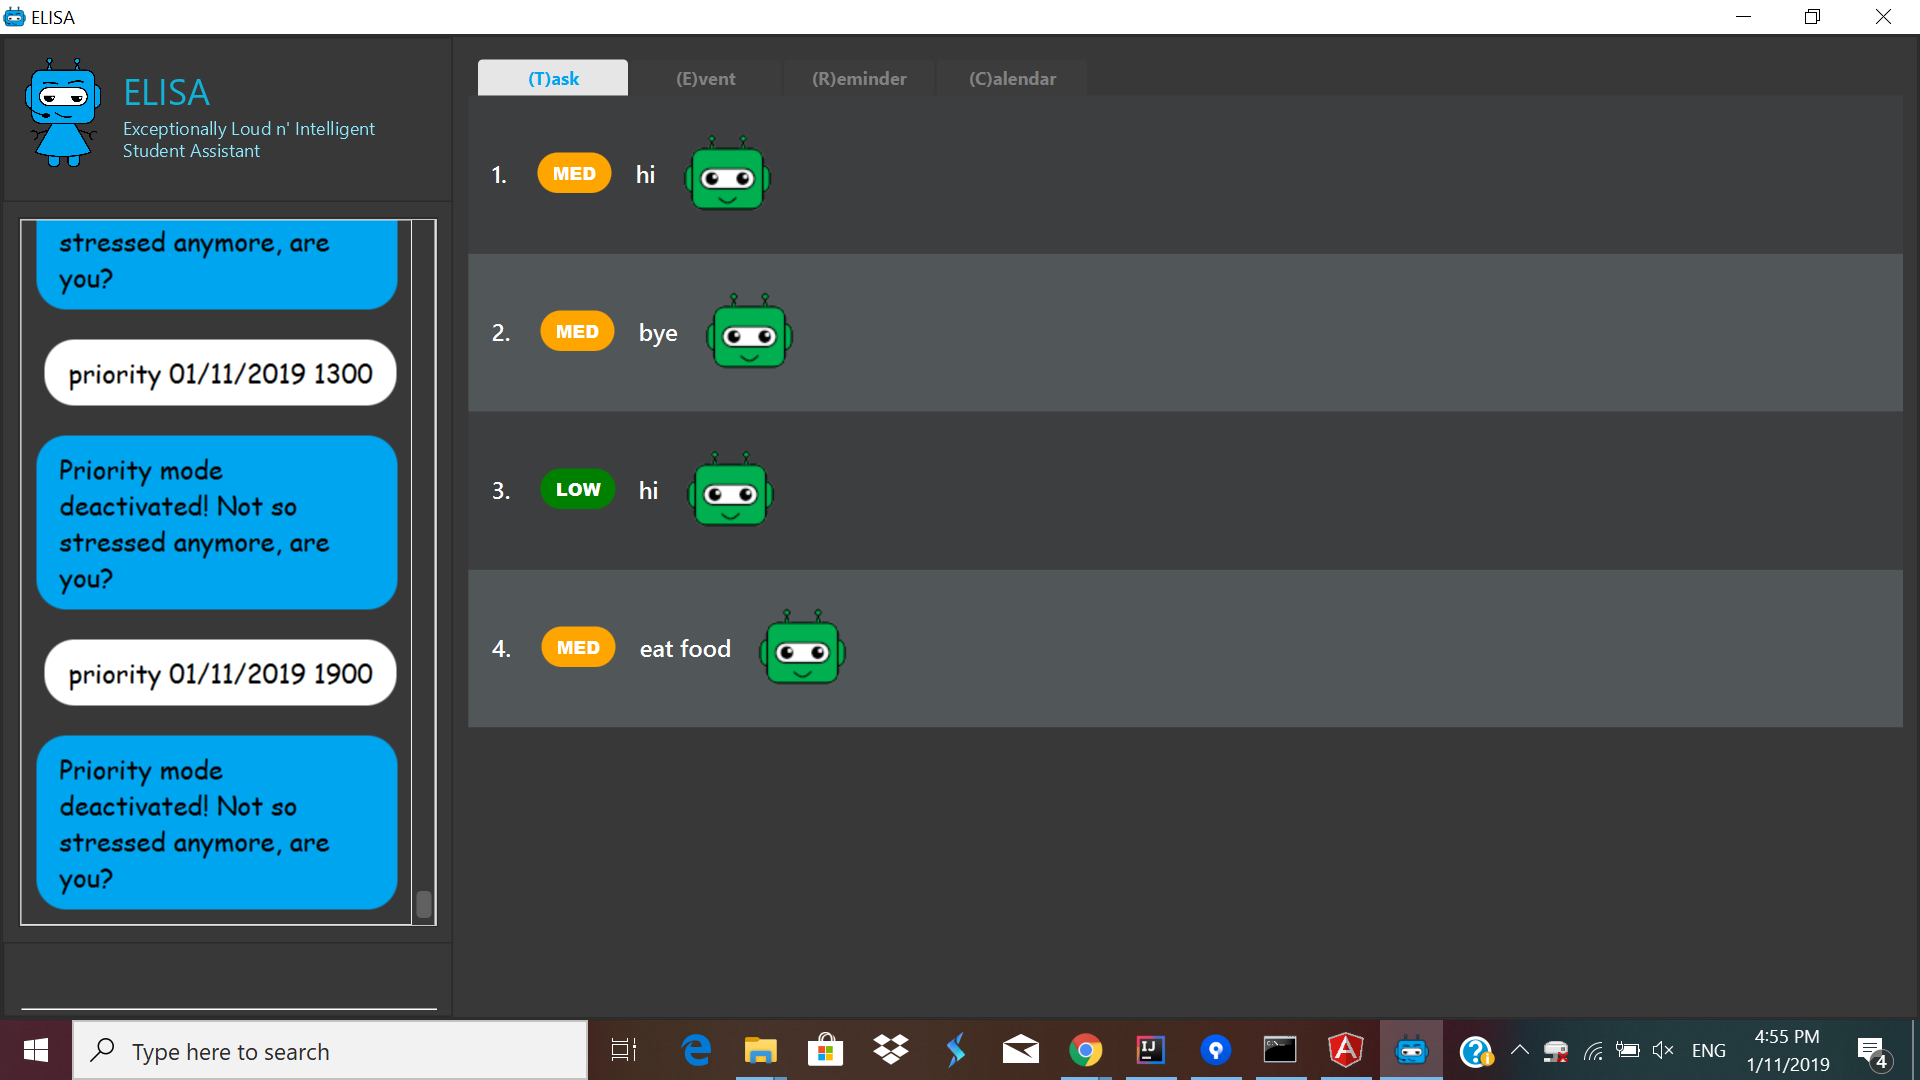 ELISA
ELISA
Exceptionally Loud n' Intelligent
Student Assistant
stressed anymore, are
you?
priority 01/11/2019 1300
Priority mode
deactivated! Not so
stressed anymore, are
you?
priority 01/11/2019 1900
Priority mode
deactivated! Not so
stressed anymore, are
you?
(T)ask (E)vent (R)eminder (C)alendar
1. MED hi
2. MED bye
3. LOW hi
4. MED eat food
Type here to search
IJ
C:\
A
ENG
4:55 PM
1/11/2019
4